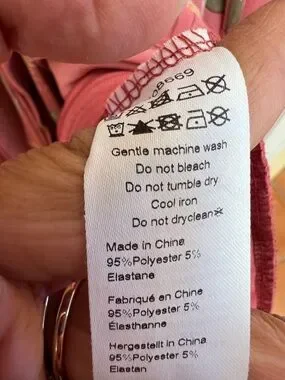 Gentle machine wash
Do not bleach
Do not tumble dry
Cool iron
Do not dryclean
Made in China
95%Polyester 5%
Elastane
Fabriqué en Chine
95%Polyester 5%
Élasthanne
Hergestellt in China
95%Polyester 5%
Elastan